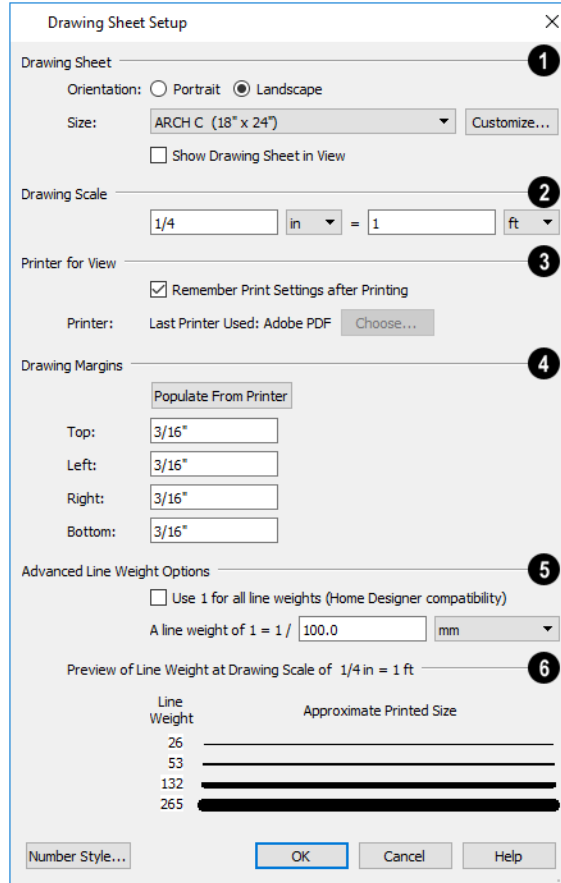 Drawing Sheet Setup
Drawing Sheet 1
Orientation: Portrait Landscape
Size: ARCH C (18" x 24") Customize...
Show Drawing Sheet in View
Drawing Scale 2
1/4 in = 1 ft
Printer for View 3
Remember Print Settings after Printing
Printer: Last Printer Used: Adobe PDF Choose...
Drawing Margins 4
Populate From Printer
Top: 3/16"
Left: 3/16"
Right: 3/16"
Bottom: 3/16"
Advanced Line Weight Options 5
Use 1 for all line weights (Home Designer compatibility)
A line weight of 1 = 1 / 100.0 mm
Preview of Line Weight at Drawing Scale of 1/4 in = 1 ft 6
Line Weight Approximate Printed Size
26
53
132
265
Number Style... OK Cancel Help